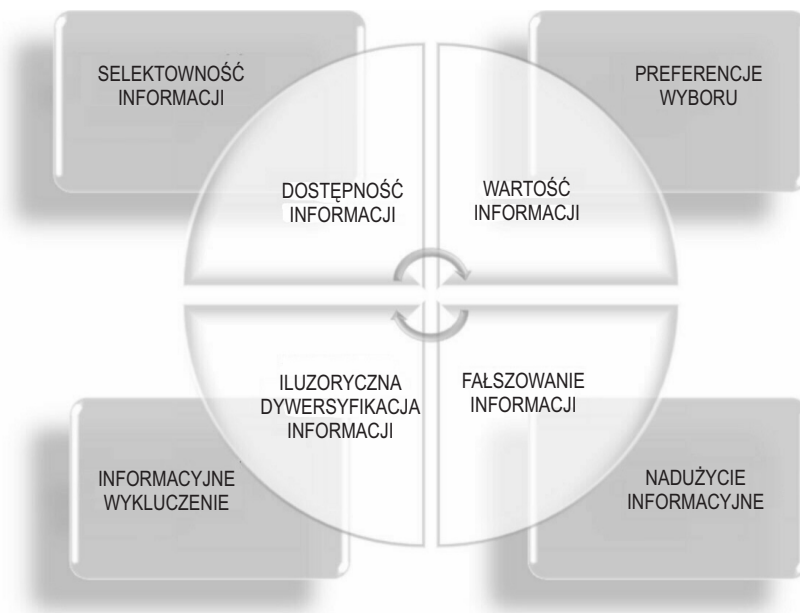 SELEKTOWNOŚĆ
INFORMACJI
PREFERENCJE
WYBORU
DOSTĘPNOŚĆ
INFORMACJI
WARTOŚĆ
INFORMACJI
ILUZORYCZNA
DYWERSYFIKACJA
INFORMACJI
FAŁSZOWANIE
INFORMACJI
INFORMACYJNE
WYKLUCZENIE
NADUŻYCIE
INFORMACYJNE